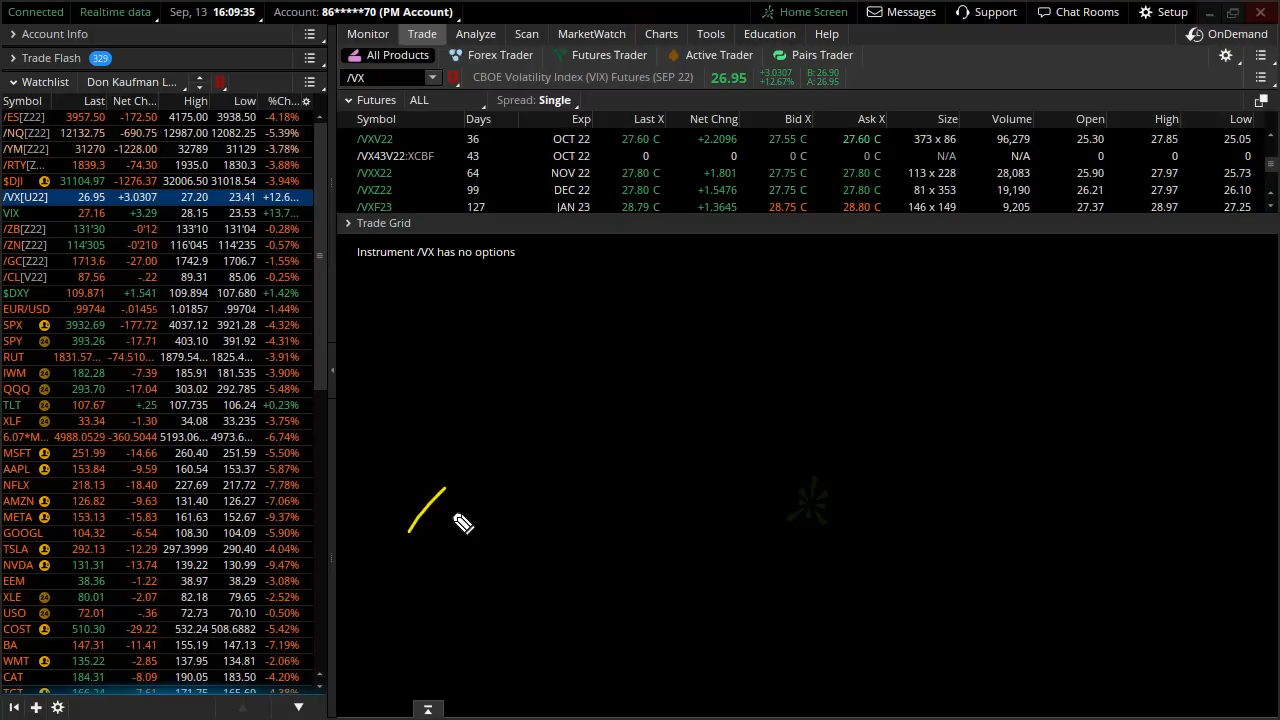 Connected Realtime data Sep, 13 16:09:35 Account: 86*****70 (PM Account) Home Screen Messages Support Chat Rooms Setup
Account Info
Monitor Trade Analyze Scan MarketWatch Charts Tools Education Help OnDemand
Trade Flash 329
All Products Forex Trader Futures Trader Active Trader Pairs Trader
Watchlist Don Kaufman L...
/VX CBOE Volatility Index (VIX) Futures (SEP 22) 26.95 +3.0307 +12.67% B: 26.90 A: 26.95
Futures ALL Spread: Single
Symbol Days Exp Last X Net Chng Bid X Ask X Size Volume Open High Low
/VXV22 36 OCT 22 27.60 C +2.2096 27.55 C 27.60 C 373 x 86 96,279 25.30 27.85 25.05
/VX43V22:XCBF 43 OCT 22 0 0 0 C 0 C N/A N/A 0 0 0
/VXX22 64 NOV 22 27.80 C +1.801 27.75 C 27.80 C 113 x 228 28,083 25.90 27.97 25.73
/VXZ22 99 DEC 22 27.80 C +1.5476 27.75 C 27.80 C 81 x 353 19,190 26.21 27.97 26.10
/VXF23 127 JAN 23 28.79 C +1.3645 28.75 C 28.80 C 146 x 149 9,205 27.37 28.97 27.25
Trade Grid
Instrument /VX has no options
Symbol Last Net Ch... High Low %Ch...
/ES[Z22] 3957.50 -172.50 4175.00 3938.50 -4.18%
/NQ[Z22] 12132.75 -690.75 12987.00 12082.25 -5.39%
/YM[Z22] 31270 -1228.00 32789 31129 -3.78%
/RTY[Z... 1839.3 -74.30 1935.0 1830.3 -3.88%
$DJI 31104.97 -1276.37 32006.50 31018.54 -3.94%
/VX[U22] 26.95 +3.0307 27.20 23.41 +12.6...
VIX 27.16 +3.29 28.15 23.53 +13.7...
/ZB[Z22] 131'30 -0'12 133'10 131'04 -0.28%
/ZN[Z22] 114'305 -0'210 116'045 114'235 -0.57%
/GC[Z22] 1713.6 -27.00 1742.9 1706.7 -1.55%
/CL[V22] 87.56 -.22 89.31 85.06 -0.25%
$DXY 109.871 +1.541 109.894 107.680 +1.42%
EUR/USD .99744 -.01455 1.01857 .99704 -1.44%
SPX 3932.69 -177.72 4037.12 3921.28 -4.32%
SPY 24 393.26 -17.71 403.10 391.92 -4.31%
RUT 1831.57... -74.510... 1879.54... 1825.4... -3.91%
IWM 24 182.28 -7.39 185.91 181.535 -3.90%
QQQ 24 293.70 -17.04 303.02 292.785 -5.48%
TLT 24 107.67 +.25 107.735 106.24 +0.23%
XLF 24 33.34 -1.30 34.08 33.235 -3.75%
6.07*M... 4988.0529 -360.5044 5193.06... 4973.6... -6.74%
MSFT 251.99 -14.66 260.40 251.59 -5.50%
AAPL 153.84 -9.59 160.54 153.37 -5.87%
NFLX 218.13 -18.40 227.69 217.72 -7.78%
AMZN 126.82 -9.63 131.40 126.27 -7.06%
META 153.13 -15.83 161.63 152.67 -9.37%
GOOGL 104.32 -6.54 108.30 104.09 -5.90%
TSLA 292.13 -12.29 297.3999 290.40 -4.04%
NVDA 131.31 -13.74 139.22 130.99 -9.47%
EEM 38.36 -1.22 38.97 38.29 -3.08%
XLE 24 80.01 -2.07 82.18 79.65 -2.52%
USO 24 72.01 -.36 72.73 70.10 -0.50%
COST 510.30 -29.22 532.24 508.6882 -5.42%
BA 147.31 -11.41 155.19 147.13 -7.19%
WMT 135.22 -2.85 137.95 134.81 -2.06%
CAT 184.31 -8.09 190.05 183.50 -4.20%